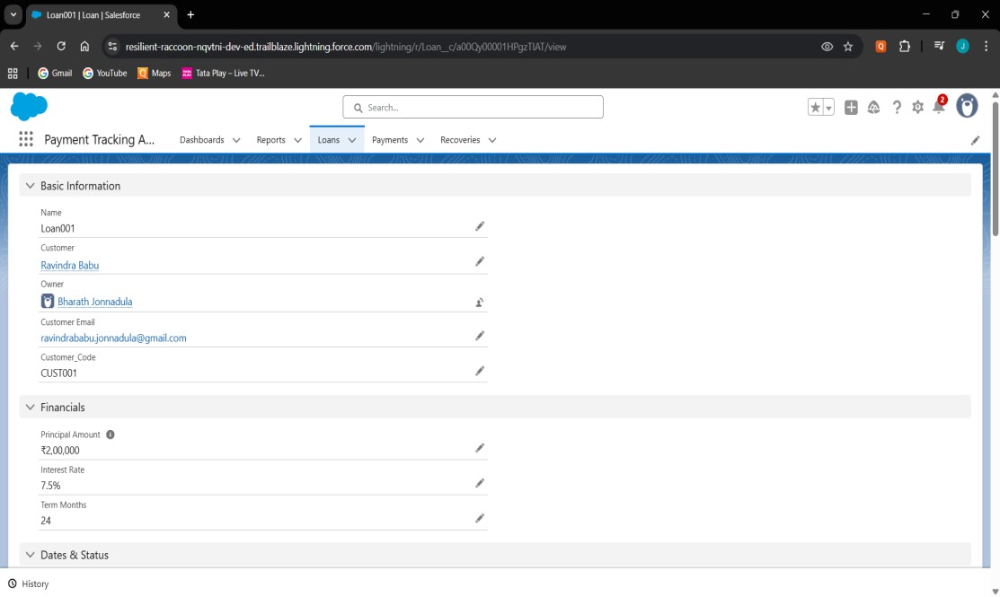 Loan001 | Loan | Salesforce
resilient-raccoon-nqvtni-dev-ed.trailblaze.lightning.force.com/lightning/r/Loan__c/a00Qy00001HPgzTIAT/view
Q
J
Gmail YouTube Maps Tata Play – Live TV...
Search...
2
Payment Tracking A... Dashboards Reports Loans Payments Recoveries
Basic Information
Name
Loan001
Customer
Ravindra Babu
Owner
Bharath Jonnadula
Customer Email
ravindrababu.jonnadula@gmail.com
Customer_Code
CUST001
Financials
Principal Amount
₹2,00,000
Interest Rate
7.5%
Term Months
24
Dates & Status
History